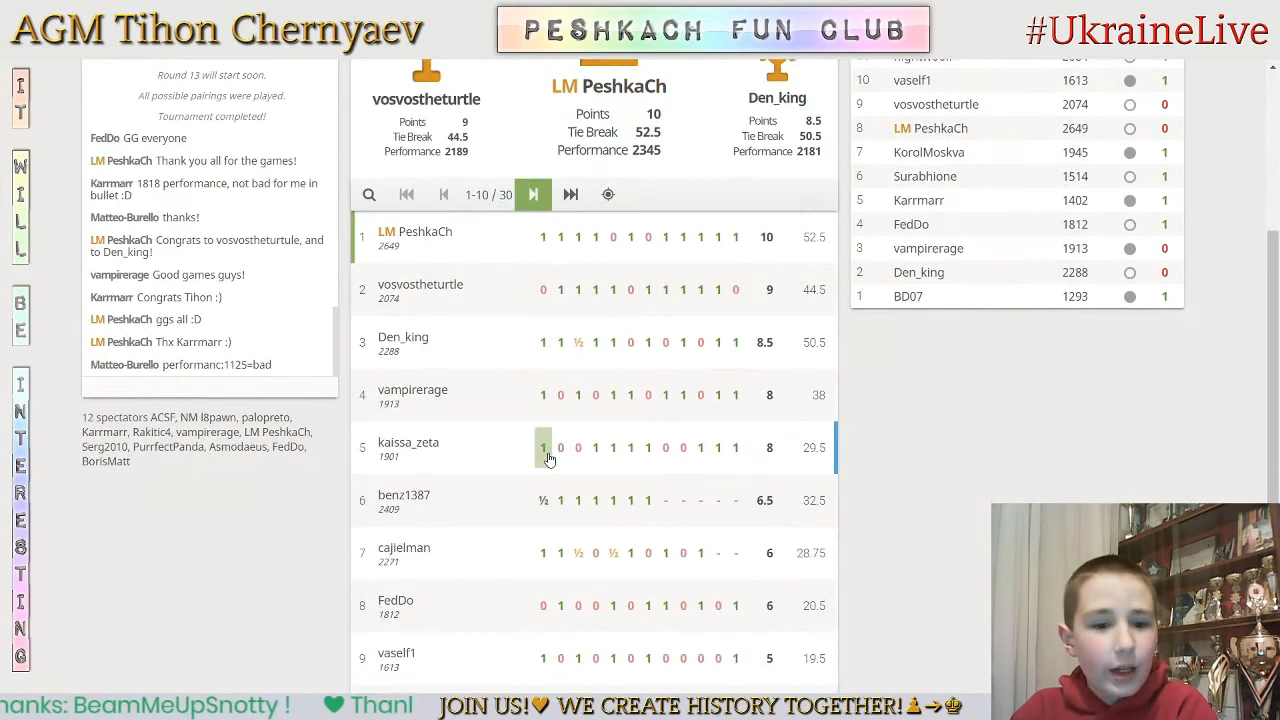 AGM Tihon Chernyaev
PESHKACH FUN CLUB
#UkraineLive
IT
WILL
BE
INTERESTING
Round 13 will start soon.
All possible pairings were played.
Tournament completed!
FedDo GG everyone
LM PeshkaCh Thank you all for the games!
Karrmarr 1818 performance, not bad for me in
bullet :D
Matteo-Burello thanks!
LM PeshkaCh Congrats to vosvostheturtule, and
to Den_king!
vampirerage Good games guys!
Karrmarr Congrats Tihon :)
LM PeshkaCh ggs all :D
LM PeshkaCh Thx Karrmarr :)
Matteo-Burello performanc:1125=bad
12 spectators ACSF, NM l8pawn, palopreto,
Karrmarr, Rakitic4, vampirerage, LM PeshkaCh,
Serg2010, PurrfectPanda, Asmodaeus, FedDo,
BorisMatt
vosvostheturtle
Points 9
Tie Break 44.5
Performance 2189
LM PeshkaCh
Points 10
Tie Break 52.5
Performance 2345
Den_king
Points 8.5
Tie Break 50.5
Performance 2181
1-10 / 30
1 LM PeshkaCh 1 1 1 1 0 1 0 1 1 1 1 1 10 52.5
2649
2 vosvostheturtle 0 1 1 1 1 0 1 1 1 1 1 0 9 44.5
2074
3 Den_king 1 1 ½ 1 1 0 1 0 1 0 1 1 8.5 50.5
2288
4 vampirerage 1 0 1 0 1 1 0 1 1 0 1 1 8 38
1913
5 kaissa_zeta 1 0 0 1 1 1 1 0 0 1 1 1 8 29.5
1901
6 benz1387 ½ 1 1 1 1 1 1 - - - - - 6.5 32.5
2409
7 cajielman 1 1 ½ 0 ½ 1 0 1 0 1 - - 6 28.75
2271
8 FedDo 0 1 0 0 1 0 1 1 0 1 0 1 6 20.5
1812
9 vaself1 1 0 1 0 1 0 1 0 0 0 0 1 5 19.5
1613
10 vaself1 1613 1
9 vosvostheturtle 2074 0
8 LM PeshkaCh 2649 0
7 KorolMoskva 1945 1
6 Surabhione 1514 1
5 Karrmarr 1402 1
4 FedDo 1812 1
3 vampirerage 1913 0
2 Den_king 2288 0
1 BD07 1293 1
hanks: BeamMeUpSnotty ! Thanl JOIN US! WE CREATE HISTORY TOGETHER!